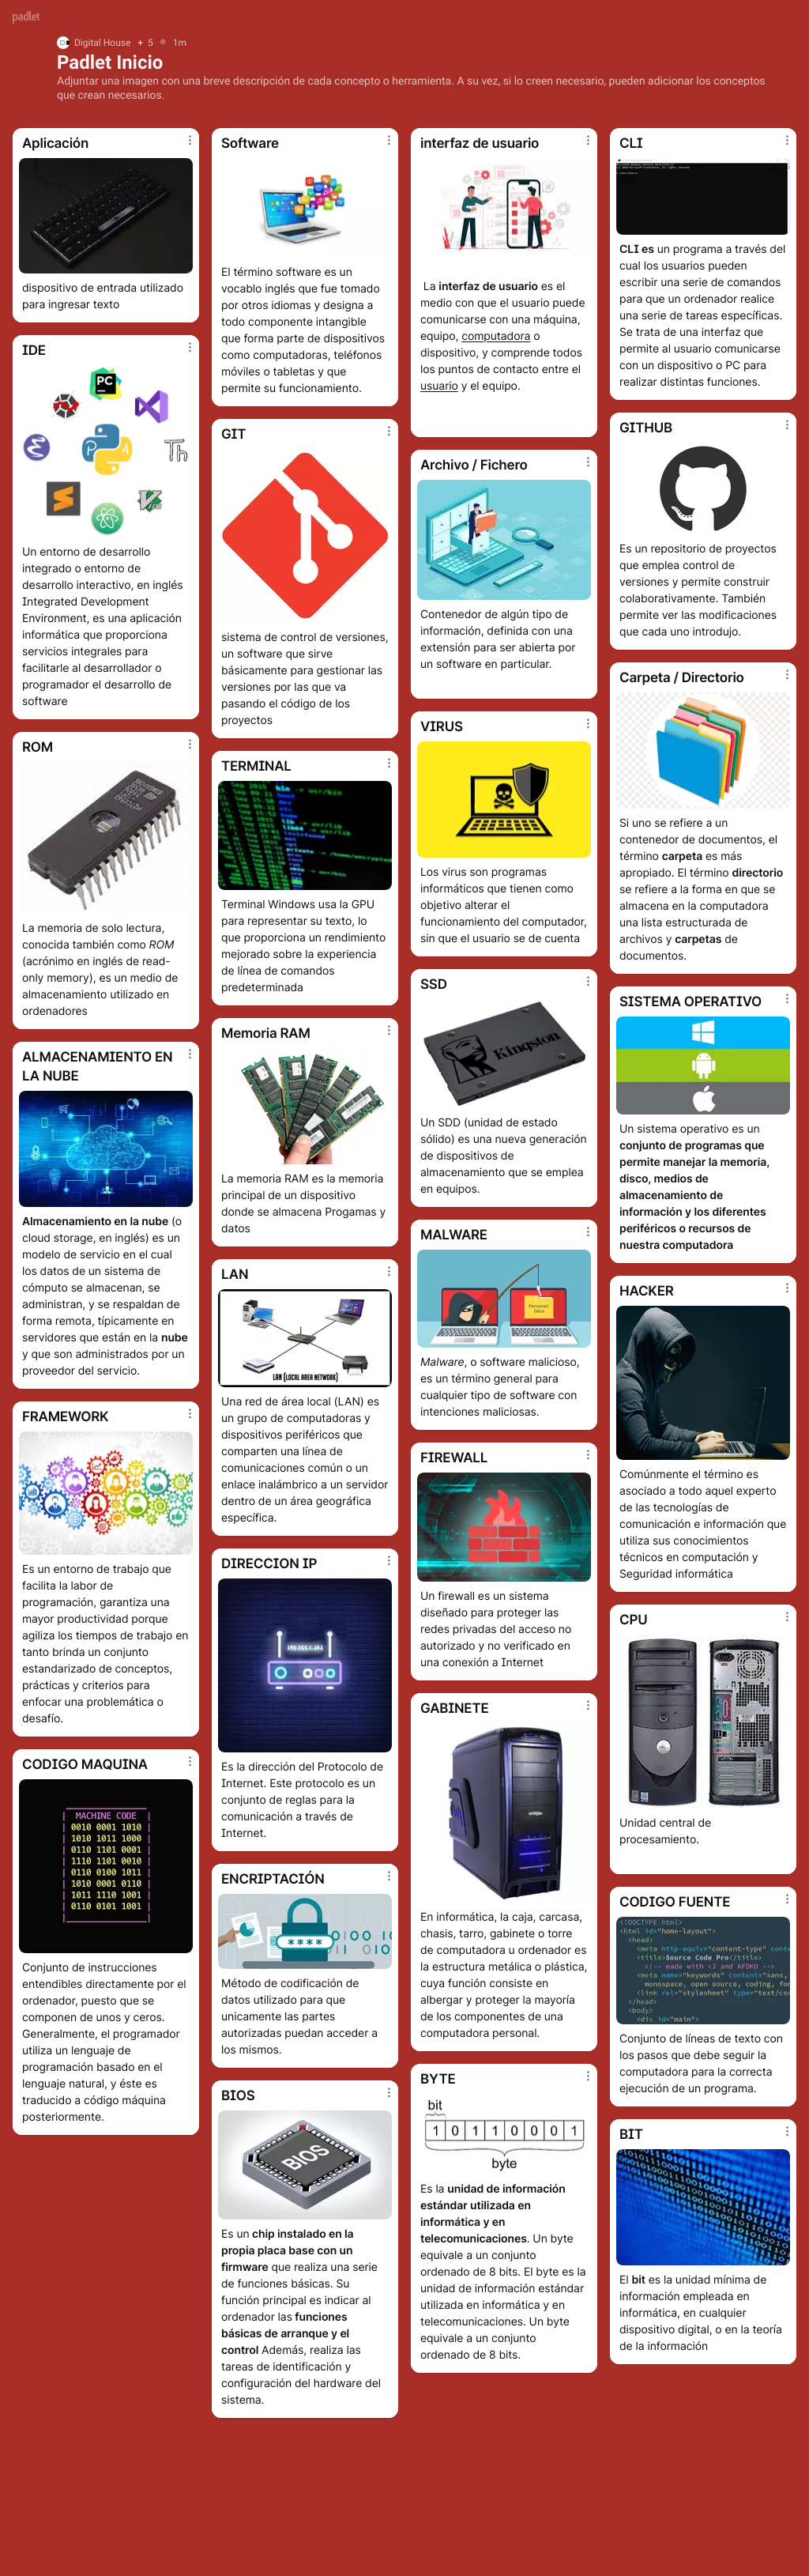 padlet
Digital House + 5 1m
Padlet Inicio
Adjuntar una imagen con una breve descripción de cada concepto o herramienta. A su vez, si lo creen necesario, pueden adicionar los conceptos
que crean necesarios.
Aplicación
dispositivo de entrada utilizado
para ingresar texto
IDE
PC
Th
Un entorno de desarrollo
integrado o entorno de
desarrollo interactivo, en inglés
Integrated Development
Environment, es una aplicación
informática que proporciona
servicios integrales para
facilitarle al desarrollador o
programador el desarrollo de
software
ROM
La memoria de solo lectura,
conocida también como ROM
(acrónimo en inglés de read-
only memory), es un medio de
almacenamiento utilizado en
ordenadores
ALMACENAMIENTO EN
LA NUBE
Almacenamiento en la nube (o
cloud storage, en inglés) es un
modelo de servicio en el cual
los datos de un sistema de
cómputo se almacenan, se
administran, y se respaldan de
forma remota, típicamente en
servidores que están en la nube
y que son administrados por un
proveedor del servicio.
FRAMEWORK
Es un entorno de trabajo que
facilita la labor de
programación, garantiza una
mayor productividad porque
agiliza los tiempos de trabajo en
tanto brinda un conjunto
estandarizado de conceptos,
prácticas y criterios para
enfocar una problemática o
desafío.
CODIGO MAQUINA
MACHINE CODE
0010 0001 1010
1010 1011 1000
0110 1101 0001
1110 1101 0010
0110 0100 1011
1010 0001 0110
1011 1110 1001
0110 0101 1001
Conjunto de instrucciones
entendibles directamente por el
ordenador, puesto que se
componen de unos y ceros.
Generalmente, el programador
utiliza un lenguaje de
programación basado en el
lenguaje natural, y éste es
traducido a código máquina
posteriormente.
Software
El término software es un
vocablo inglés que fue tomado
por otros idiomas y designa a
todo componente intangible
que forma parte de dispositivos
como computadoras, teléfonos
móviles o tabletas y que
permite su funcionamiento.
GIT
sistema de control de versiones,
un software que sirve
básicamente para gestionar las
versiones por las que va
pasando el código de los
proyectos
TERMINAL
Terminal Windows usa la GPU
para representar su texto, lo
que proporciona un rendimiento
mejorado sobre la experiencia
de línea de comandos
predeterminada
Memoria RAM
La memoria RAM es la memoria
principal de un dispositivo
donde se almacena Progamas y
datos
LAN
LAN (LOCAL AREA NETWORK)
Una red de área local (LAN) es
un grupo de computadoras y
dispositivos periféricos que
comparten una línea de
comunicaciones común o un
enlace inalámbrico a un servidor
dentro de un área geográfica
específica.
DIRECCION IP
Es la dirección del Protocolo de
Internet. Este protocolo es un
conjunto de reglas para la
comunicación a través de
Internet.
ENCRIPTACIÓN
****
Método de codificación de
datos utilizado para que
unicamente las partes
autorizadas puedan acceder a
los mismos.
BIOS
BIOS
Es un chip instalado en la
propia placa base con un
firmware que realiza una serie
de funciones básicas. Su
función principal es indicar al
ordenador las funciones
básicas de arranque y el
control Además, realiza las
tareas de identificación y
configuración del hardware del
sistema.
interfaz de usuario
La interfaz de usuario es el
medio con que el usuario puede
comunicarse con una máquina,
equipo, computadora o
dispositivo, y comprende todos
los puntos de contacto entre el
usuario y el equipo.
Archivo / Fichero
Contenedor de algún tipo de
información, definida con una
extensión para ser abierta por
un software en particular.
VIRUS
Los virus son programas
informáticos que tienen como
objetivo alterar el
funcionamiento del computador,
sin que el usuario se de cuenta
SSD
Kingston
Un SDD (unidad de estado
sólido) es una nueva generación
de dispositivos de
almacenamiento que se emplea
en equipos.
MALWARE
Personal
Data
Malware, o software malicioso,
es un término general para
cualquier tipo de software con
intenciones maliciosas.
FIREWALL
Un firewall es un sistema
diseñado para proteger las
redes privadas del acceso no
autorizado y no verificado en
una conexión a Internet
GABINETE
En informática, la caja, carcasa,
chasis, tarro, gabinete o torre
de computadora u ordenador es
la estructura metálica o plástica,
cuya función consiste en
albergar y proteger la mayoría
de los componentes de una
computadora personal.
BYTE
bit
1 0 1 1 0 0 0 1
byte
Es la unidad de información
estándar utilizada en
informática y en
telecomunicaciones. Un byte
equivale a un conjunto
ordenado de 8 bits. El byte es la
unidad de información estándar
utilizada en informática y en
telecomunicaciones. Un byte
equivale a un conjunto
ordenado de 8 bits.
CLI
CLI es un programa a través del
cual los usuarios pueden
escribir una serie de comandos
para que un ordenador realice
una serie de tareas específicas.
Se trata de una interfaz que
permite al usuario comunicarse
con un dispositivo o PC para
realizar distintas funciones.
GITHUB
Es un repositorio de proyectos
que emplea control de
versiones y permite construir
colaborativamente. También
permite ver las modificaciones
que cada uno introdujo.
Carpeta / Directorio
Si uno se refiere a un
contenedor de documentos, el
término carpeta es más
apropiado. El término directorio
se refiere a la forma en que se
almacena en la computadora
una lista estructurada de
archivos y carpetas de
documentos.
SISTEMA OPERATIVO
Un sistema operativo es un
conjunto de programas que
permite manejar la memoria,
disco, medios de
almacenamiento de
información y los diferentes
periféricos o recursos de
nuestra computadora
HACKER
Comúnmente el término es
asociado a todo aquel experto
de las tecnologías de
comunicación e información que
utiliza sus conocimientos
técnicos en computación y
Seguridad informática
CPU
Unidad central de
procesamiento.
CODIGO FUENTE
<!DOCTYPE html>
<html id="home-layout">
<head>
<meta http-equiv="content-type" cont
<title>Source Code Pro</title>
<!-- made with <3 and AFDKO -->
<meta name="keywords" content="sans,
monospace, open source, coding, fon
<link rel="stylesheet" type="text/css
</head>
<body>
<div id="main">
Conjunto de líneas de texto con
los pasos que debe seguir la
computadora para la correcta
ejecución de un programa.
BIT
El bit es la unidad mínima de
información empleada en
informática, en cualquier
dispositivo digital, o en la teoría
de la información